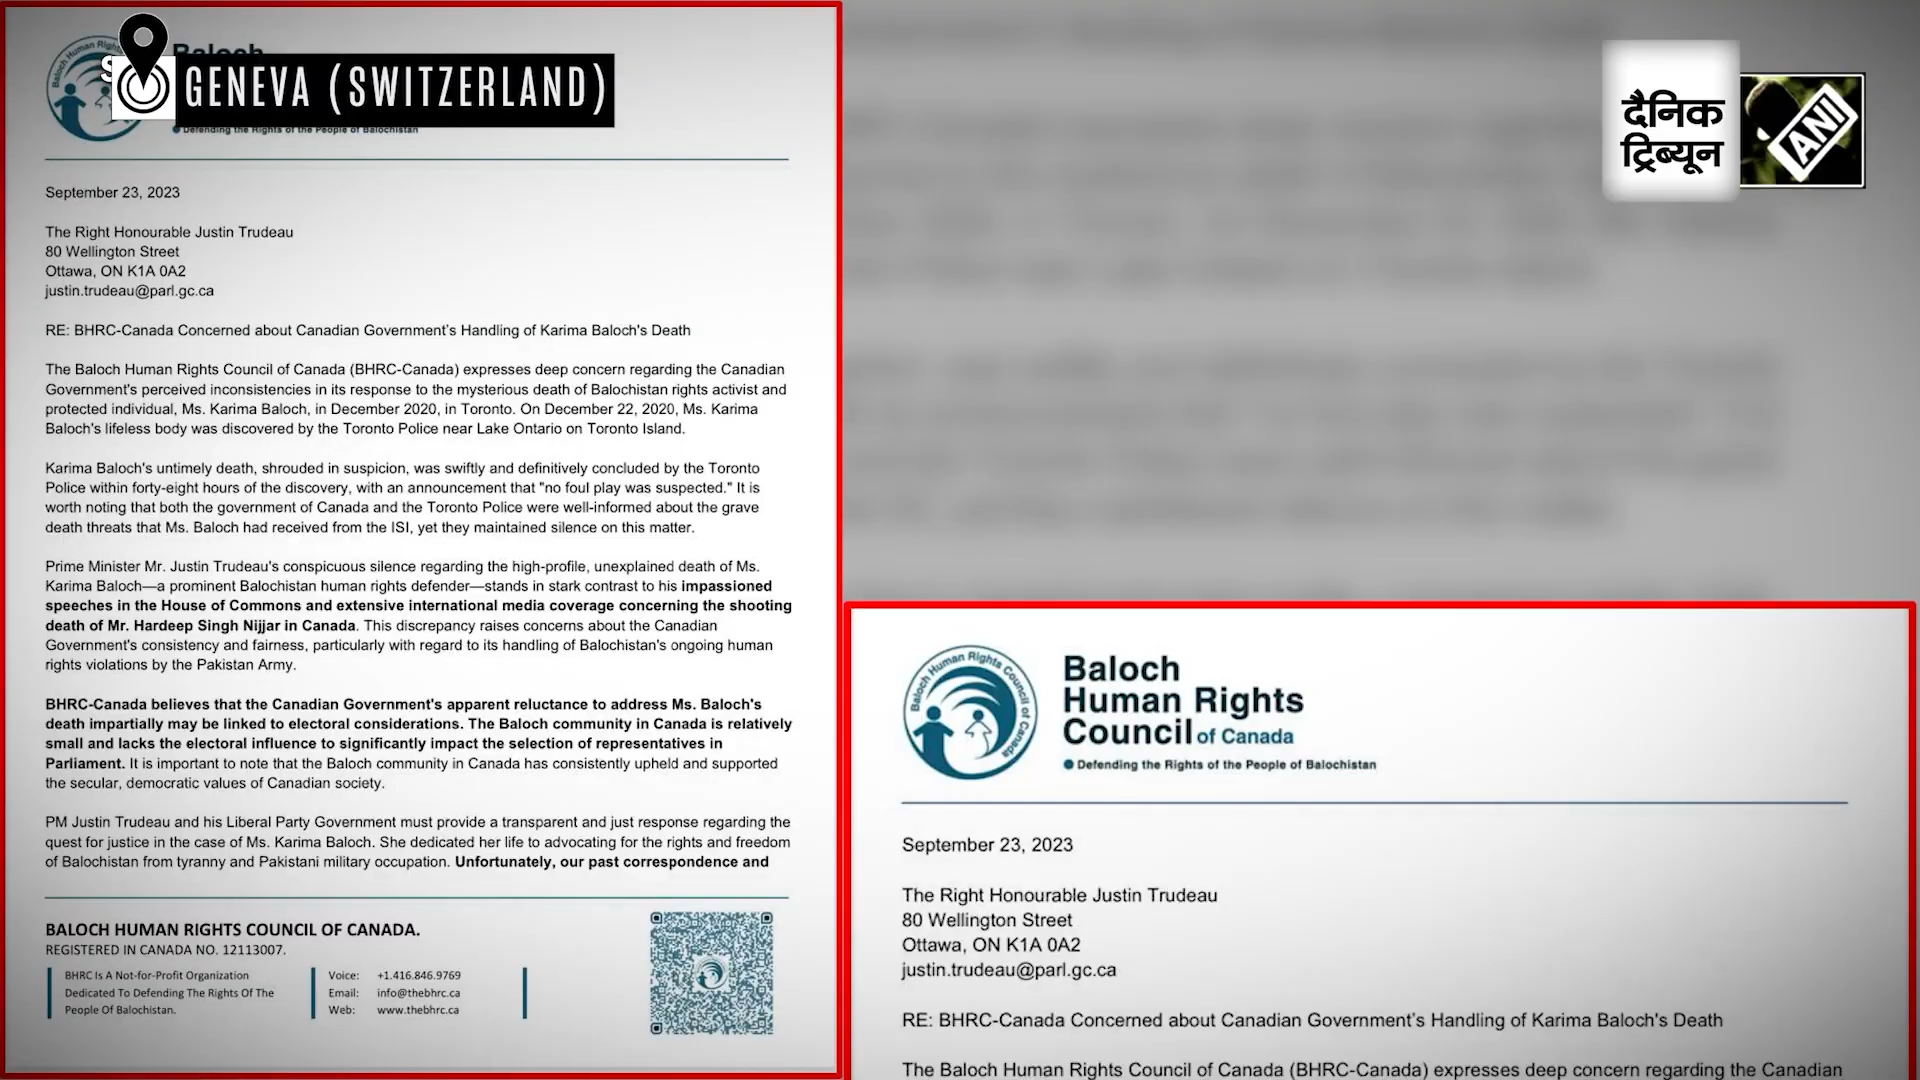 Baloch
GENEVA (SWITZERLAND)
Defending the Rights of the People of Balochistan
September 23, 2023
The Right Honourable Justin Trudeau
80 Wellington Street
Ottawa, ON K1A 0A2
justin.trudeau@parl.gc.ca
RE: BHRC-Canada Concerned about Canadian Government's Handling of Karima Baloch's Death
The Baloch Human Rights Council of Canada (BHRC-Canada) expresses deep concern regarding the Canadian
Government's perceived inconsistencies in its response to the mysterious death of Balochistan rights activist and
protected individual, Ms. Karima Baloch, in December 2020, in Toronto. On December 22, 2020, Ms. Karima
Baloch's lifeless body was discovered by the Toronto Police near Lake Ontario on Toronto Island.
Karima Baloch's untimely death, shrouded in suspicion, was swiftly and definitively concluded by the Toronto
Police within forty-eight hours of the discovery, with an announcement that "no foul play was suspected." It is
worth noting that both the government of Canada and the Toronto Police were well-informed about the grave
death threats that Ms. Baloch had received from the ISI, yet they maintained silence on this matter.
Prime Minister Mr. Justin Trudeau's conspicuous silence regarding the high-profile, unexplained death of Ms.
Karima Baloch—a prominent Balochistan human rights defender—stands in stark contrast to his impassioned
speeches in the House of Commons and extensive international media coverage concerning the shooting
death of Mr. Hardeep Singh Nijjar in Canada. This discrepancy raises concerns about the Canadian
Government's consistency and fairness, particularly with regard to its handling of Balochistan's ongoing human
rights violations by the Pakistan Army.
BHRC-Canada believes that the Canadian Government's apparent reluctance to address Ms. Baloch's
death impartially may be linked to electoral considerations. The Baloch community in Canada is relatively
small and lacks the electoral influence to significantly impact the selection of representatives in
Parliament. It is important to note that the Baloch community in Canada has consistently upheld and supported
the secular, democratic values of Canadian society.
PM Justin Trudeau and his Liberal Party Government must provide a transparent and just response regarding the
quest for justice in the case of Ms. Karima Baloch. She dedicated her life to advocating for the rights and freedom
of Balochistan from tyranny and Pakistani military occupation. Unfortunately, our past correspondence and
BALOCH HUMAN RIGHTS COUNCIL OF CANADA.
REGISTERED IN CANADA NO. 12113007.
BHRC Is A Not-for-Profit Organization
Dedicated To Defending The Rights Of The
People Of Balochistan.
Voice: +1.416.846.9769
Email: info@thebhrc.ca
Web: www.thebhrc.ca
दैनिक
ट्रिब्यून
ANI
Baloch Human Rights Council of Canada
Baloch
Human Rights
Council of Canada
Defending the Rights of the People of Balochistan
September 23, 2023
The Right Honourable Justin Trudeau
80 Wellington Street
Ottawa, ON K1A 0A2
justin.trudeau@parl.gc.ca
RE: BHRC-Canada Concerned about Canadian Government's Handling of Karima Baloch's Death
The Baloch Human Rights Council of Canada (BHRC-Canada) expresses deep concern regarding the Canadian